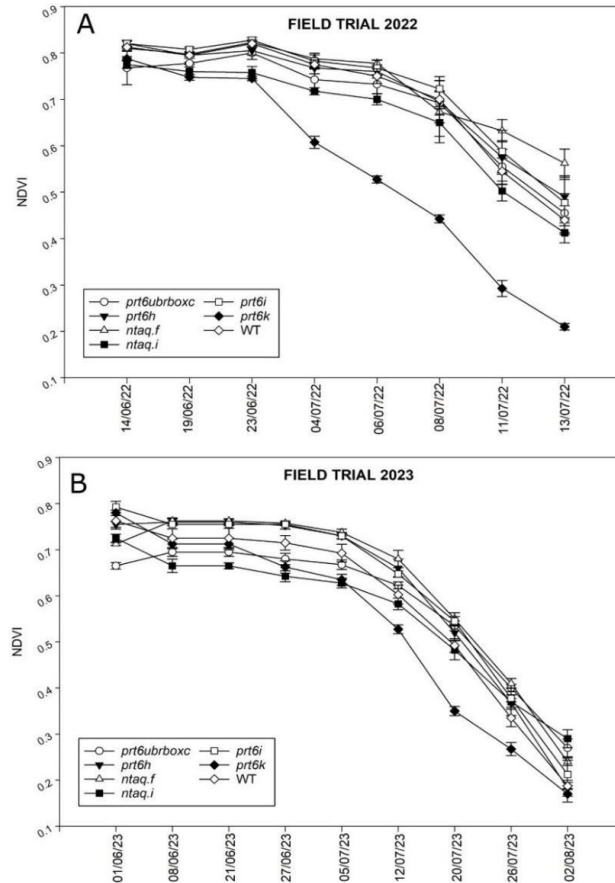 A
FIELD TRIAL 2022
0.9
0.8
0.7
0.6
0.5
0.4
0.3
0.2
0.1
NDVI
prt6ubrboxc
prt6h
ntaq.f
ntaq.i
prt6i
prt6k
WT
14/06/22
19/06/22
23/06/22
04/07/22
06/07/22
08/07/22
11/07/22
13/07/22
B
FIELD TRIAL 2023
0.9
0.8
0.7
0.6
0.5
0.4
0.3
0.2
0.1
NDVI
prt6ubrboxc
prt6h
ntaq.f
ntaq.i
prt6i
prt6k
WT
01/06/23
08/06/23
21/06/23
27/06/23
05/07/23
12/07/23
20/07/23
26/07/23
02/08/23